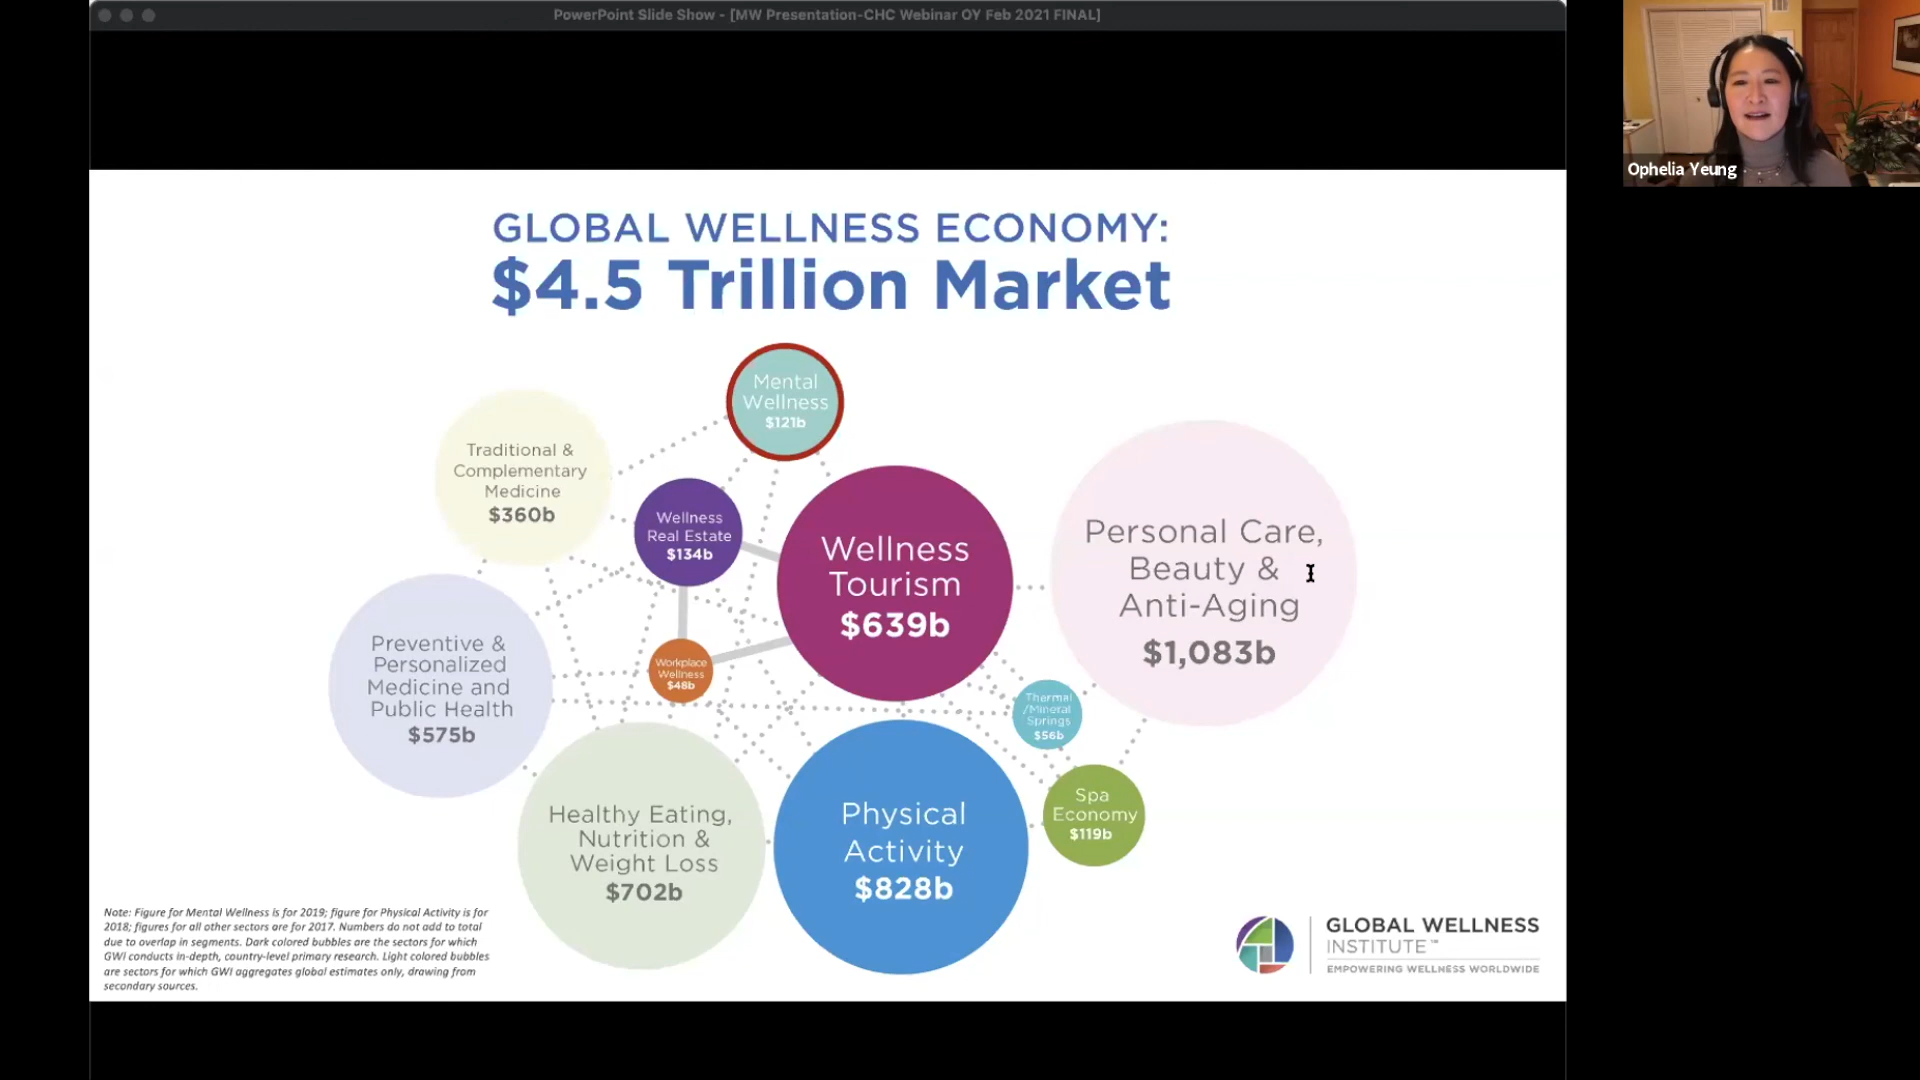 PowerPoint Slide Show - [MW Presentation-CHC Webinar OY Feb 2021 FINAL]
Ophelia Yeung
GLOBAL WELLNESS ECONOMY:
$4.5 Trillion Market
Mental
Wellness
$121b
Traditional &
Complementary
Medicine
$360b
Wellness
Real Estate
$134b
Wellness
Tourism
$639b
Personal Care,
Beauty &
Anti-Aging
$1,083b
Preventive &
Personalized
Medicine and
Public Health
$575b
Workplace
Wellness
$48b
Thermal
/Mineral
Springs
$56b
Spa
Economy
$119b
Healthy Eating,
Nutrition &
Weight Loss
$702b
Physical
Activity
$828b
Note: Figure for Mental Wellness is for 2019; figure for Physical Activity is for
2018; figures for all other sectors are for 2017. Numbers do not add to total
due to overlap in segments. Dark colored bubbles are the sectors for which
GWI conducts in-depth, country-level primary research. Light colored bubbles
are sectors for which GWI aggregates global estimates only, drawing from
secondary sources.
GLOBAL WELLNESS
INSTITUTE™
EMPOWERING WELLNESS WORLDWIDE